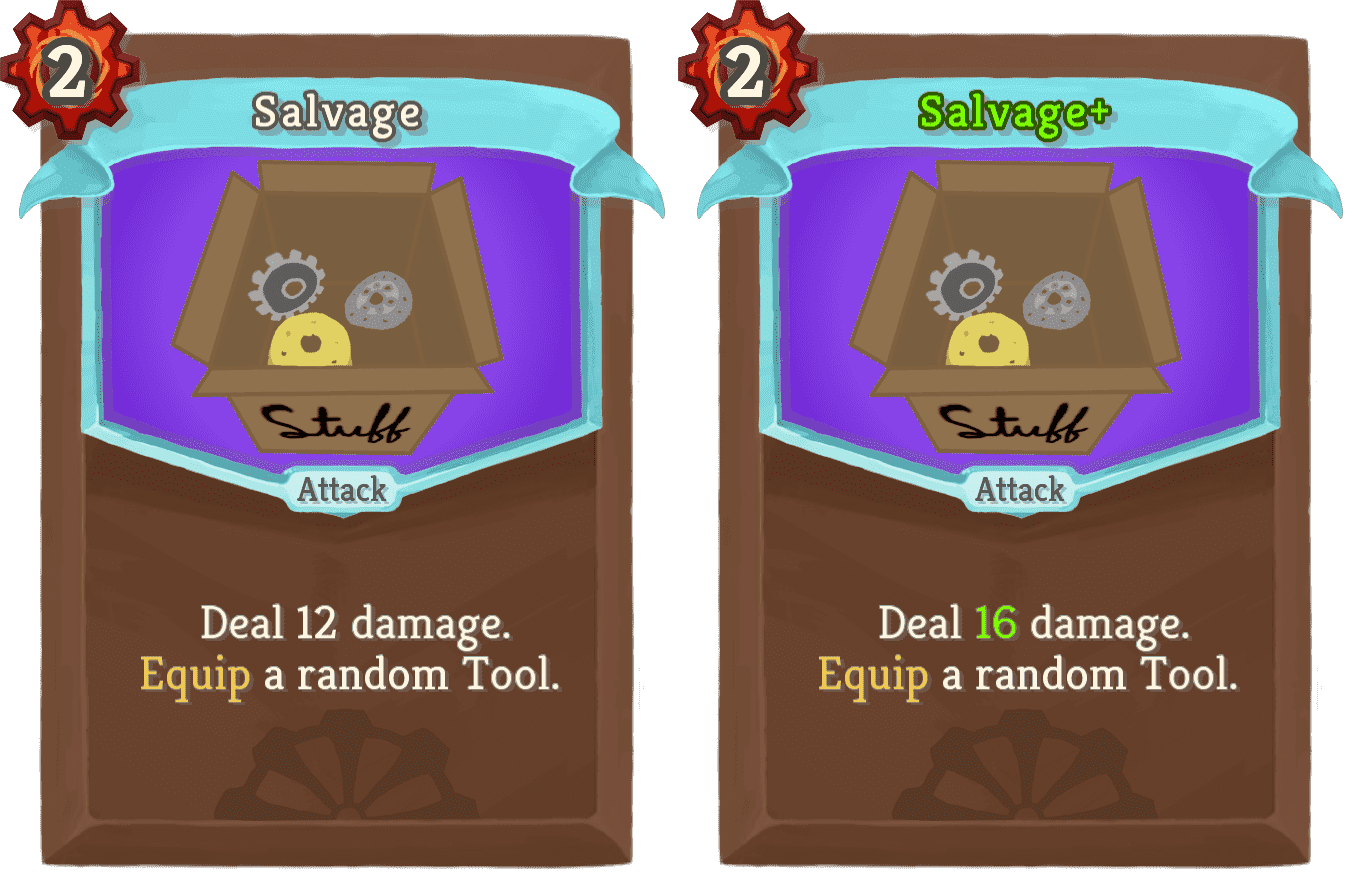 2
Salvage
Stuff
Attack
Deal 12 damage.
Equip a random Tool.
2
Salvage+
Stuff
Attack
Deal 16 damage.
Equip a random Tool.